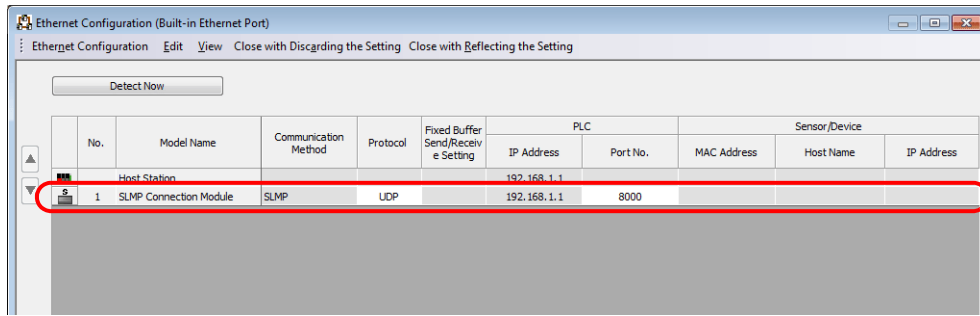 Ethernet Configuration (Built-in Ethernet Port)
Ethernet Configuration Edit View Close with Discarding the Setting Close with Reflecting the Setting
Detect Now
No. Model Name Communication Method Protocol Fixed Buffer Send/Receiv e Setting PLC Sensor/Device
IP Address Port No. MAC Address Host Name IP Address
Host Station 192.168.1.1
S 1 SLMP Connection Module SLMP UDP 192.168.1.1 8000